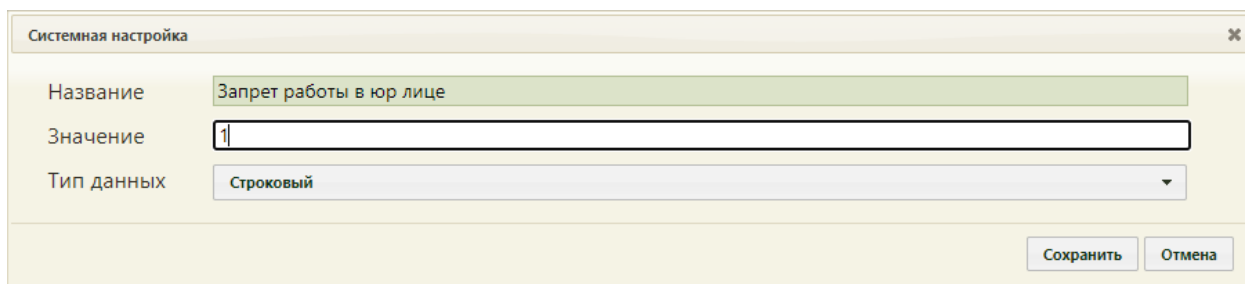 Системная настройка
Название Запрет работы в юр лице
Значение 1
Тип данных Строковый
Сохранить Отмена